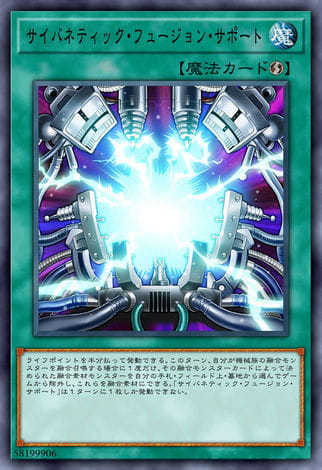 サイバネティック・フュージョン・サポート
魔
【魔法カード】
ライフポイントを半分払って発動できる。このターン、自分が機械族の融合モン
スターを融合召喚する場合に1度だけ、その融合モンスターカードによって決
められた融合素材モンスターを自分の手札・フィールド上・墓地から選んでゲー
ムから除外し、これらを融合素材にできる。「サイバネティック・フュージョン・
サポート」は1ターンに1枚しか発動できない。
58199906